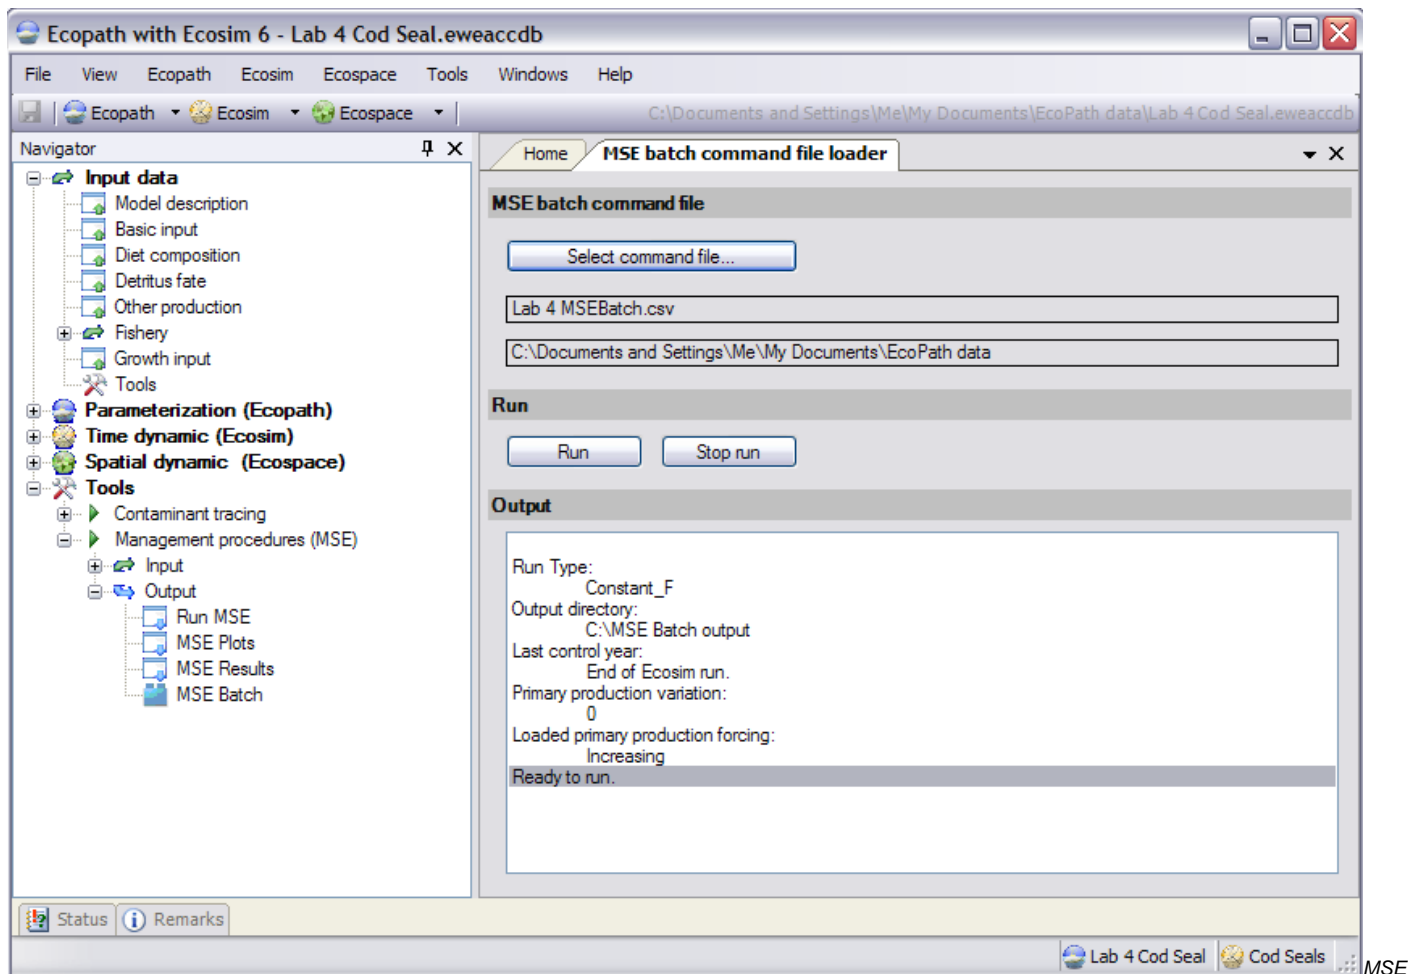 Ecopath with Ecosim 6 - Lab 4 Cod Seal.eweaccdb
File View Ecopath Ecosim Ecospace Tools Windows Help
Ecopath Ecosim Ecospace C:\Documents and Settings\Me\My Documents\EcoPath data\Lab 4 Cod Seal.eweaccdb
Navigator
Input data
Model description
Basic input
Diet composition
Detritus fate
Other production
Fishery
Growth input
Tools
Parameterization (Ecopath)
Time dynamic (Ecosim)
Spatial dynamic (Ecospace)
Tools
Contaminant tracing
Management procedures (MSE)
Input
Output
Run MSE
MSE Plots
MSE Results
MSE Batch
Home MSE batch command file loader
MSE batch command file
Select command file...
Lab 4 MSEBatch.csv
C:\Documents and Settings\Me\My Documents\EcoPath data
Run
Run Stop run
Output
Run Type:
Constant_F
Output directory:
C:\MSE Batch output
Last control year:
End of Ecosim run.
Primary production variation:
0
Loaded primary production forcing:
Increasing
Ready to run.
Status Remarks
Lab 4 Cod Seal Cod Seals
MSE